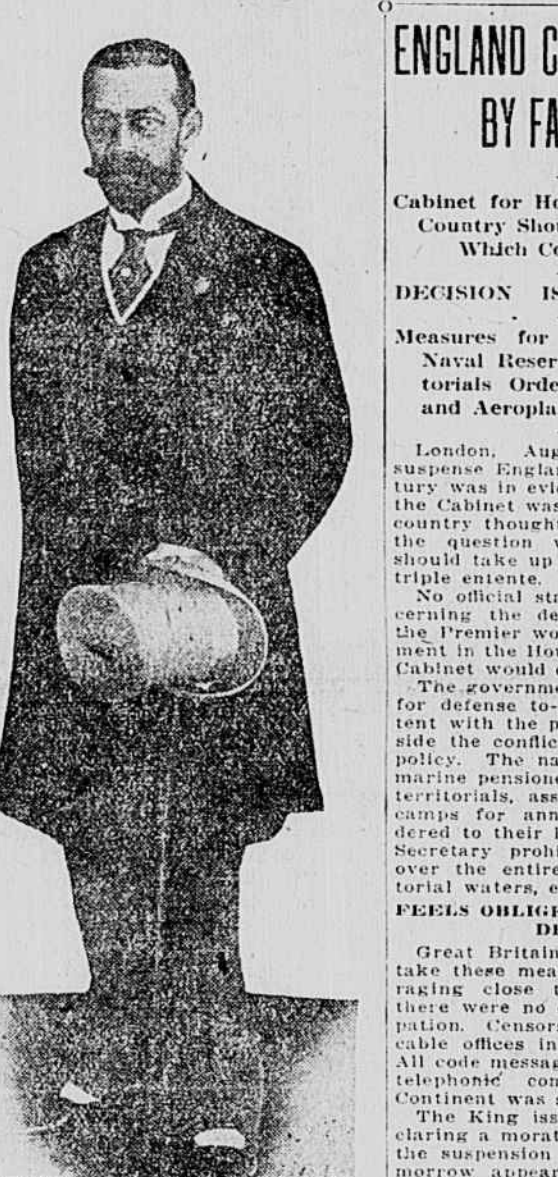 ENGLAND C
BY FA
Cabinet for Ho
Country Shou
Which Co
DECISION IS
Measures for
Naval Reser
torials Orde
and Aeropla
London, Aug
suspense Englan
tury was in evid
the Cabinet was
country thought
the question w
should take up
triple entente.
No official sta
cerning the de
the Premier wo
ment in the Hou
Cabinet would
The governm
for defense to-
tent with the p
side the conflic
policy. The na
marine pensione
territorials, ass
camps for ann
dered to their
Secretary prohi
over the entire
torial waters, e
FEELS OBLIG
DE
Great Britain
take these mea
raging close t
there were no
pation. Censors
cable offices in
All code messag
telephonic con
Continent was s
The King iss
claring a morat
the suspension
morrow appear